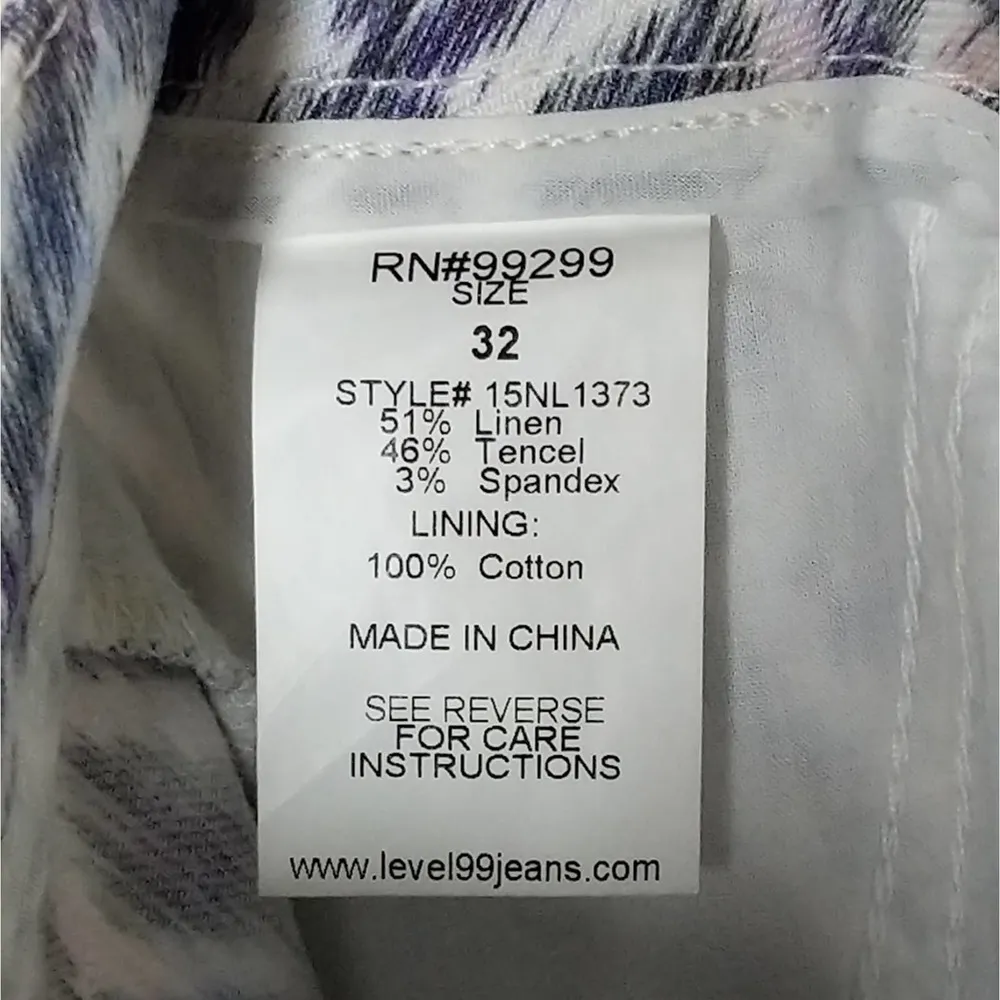 RN#99299
SIZE
32
STYLE# 15NL1373
51% Linen
46% Tencel
3% Spandex
LINING:
100% Cotton
MADE IN CHINA
SEE REVERSE
FOR CARE
INSTRUCTIONS
www.level99jeans.com